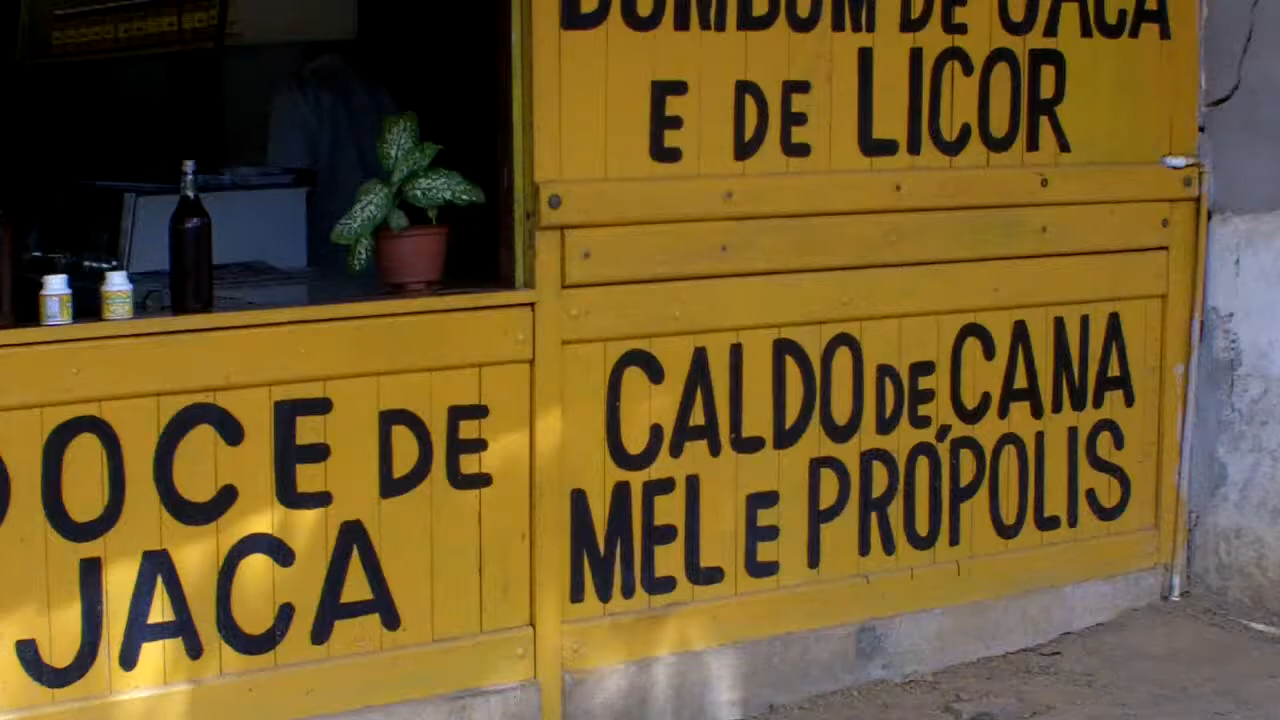 BOMBOM DE JACA
E DE LICOR
DOCE DE
JACA
CALDO DE CANA
MEL E PRÓPOLIS